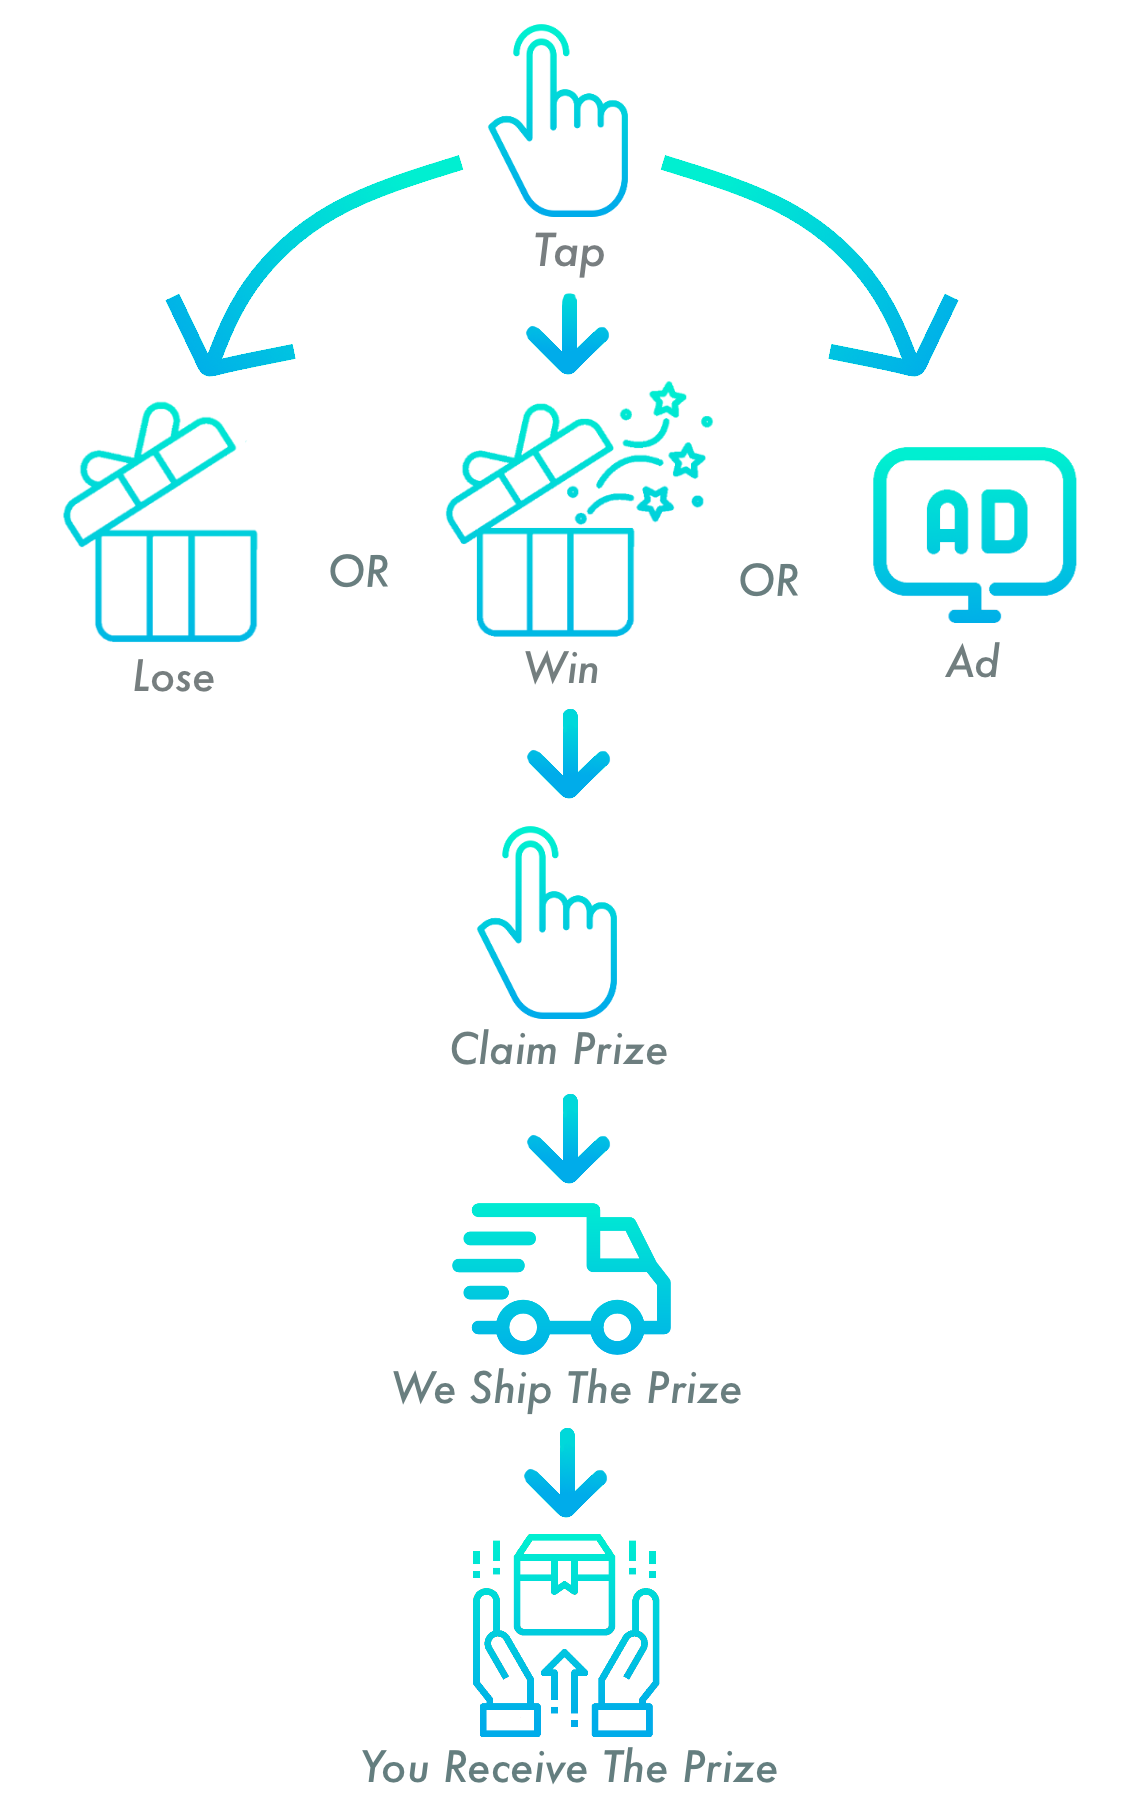 Tap
OR
OR
AD
Lose
Win
Ad
Claim Prize
We Ship The Prize
You Receive The Prize